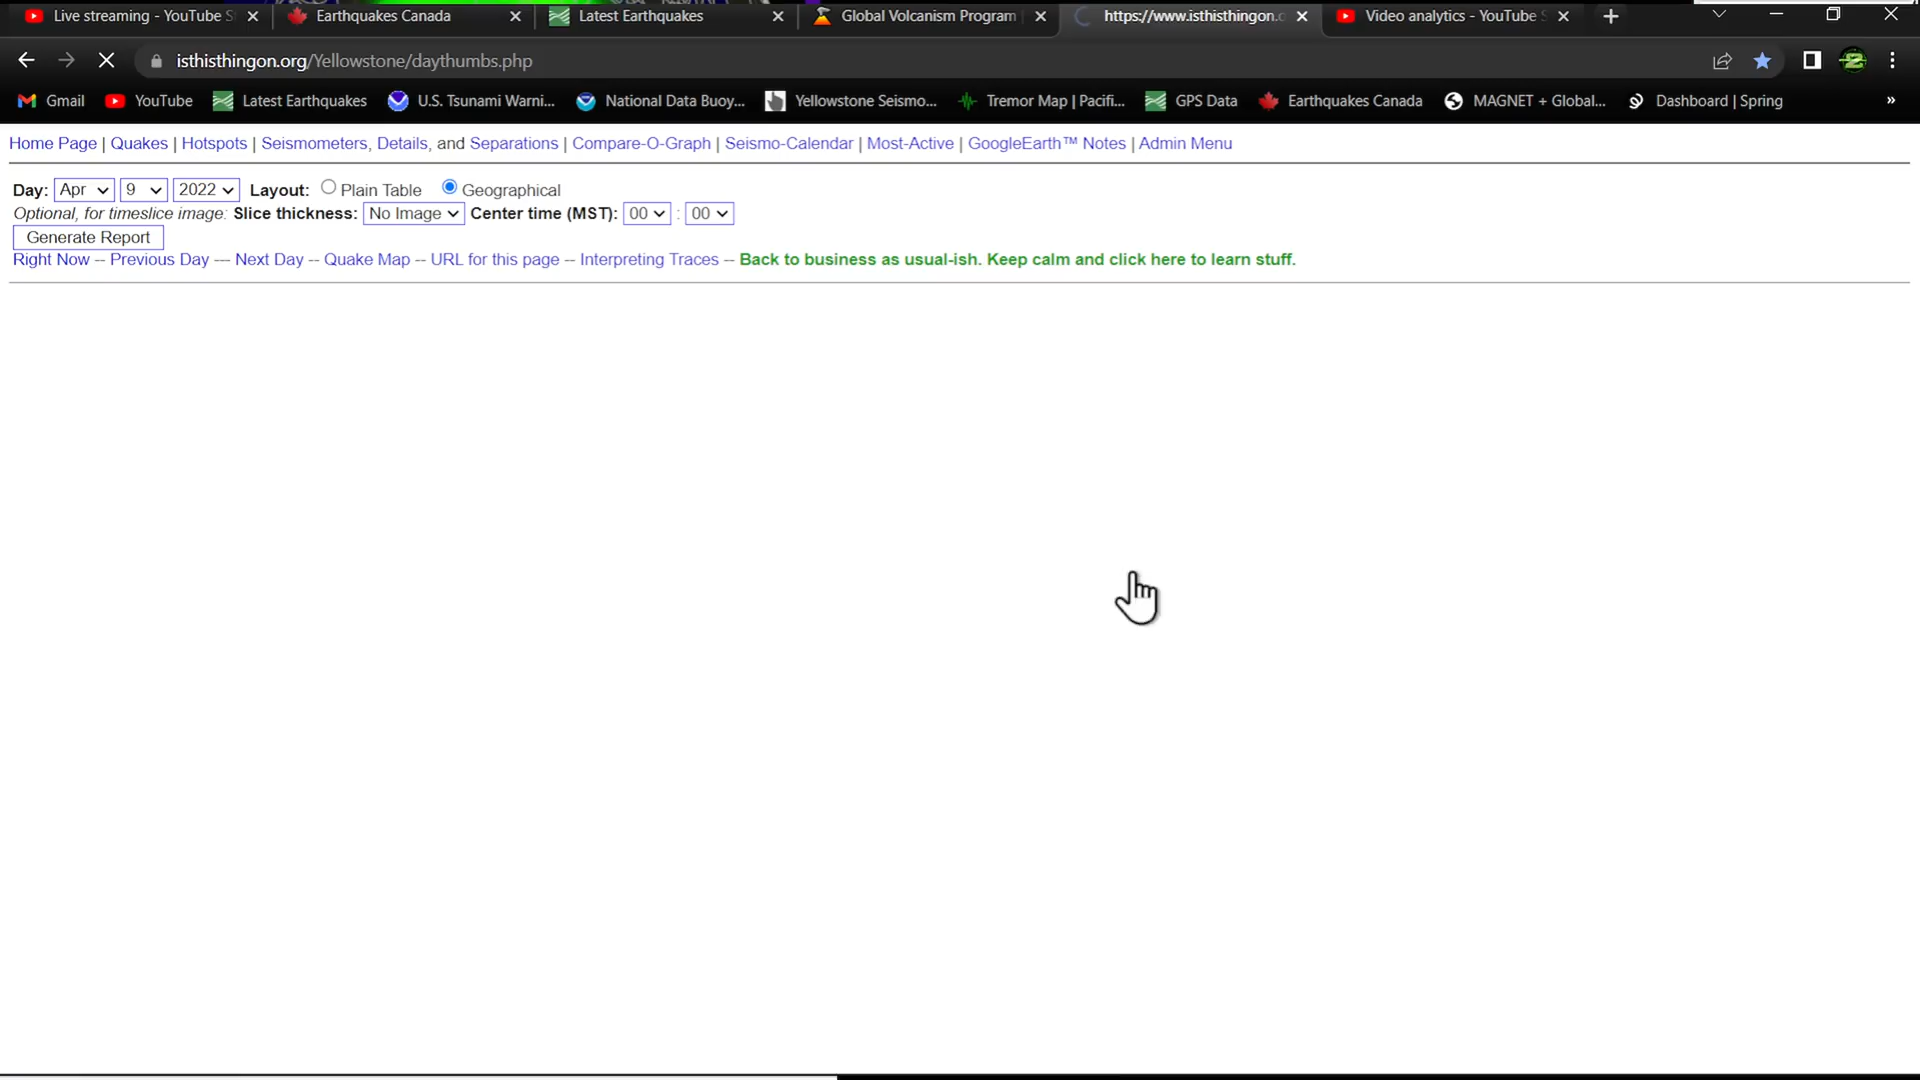 Live streaming - YouTube S
Earthquakes Canada
Latest Earthquakes
Global Volcanism Program
https://www.isthisthingon.o
Video analytics - YouTube S
isthisthingon.org/Yellowstone/daythumbs.php
Gmail YouTube Latest Earthquakes U.S. Tsunami Warni... National Data Buoy... Yellowstone Seismo... Tremor Map | Pacifi... GPS Data Earthquakes Canada MAGNET + Global... Dashboard | Spring »
Home Page | Quakes | Hotspots | Seismometers, Details, and Separations | Compare-O-Graph | Seismo-Calendar | Most-Active | GoogleEarth™ Notes | Admin Menu
Day: Apr 9 2022 Layout: Plain Table Geographical
Optional, for timeslice image: Slice thickness: No Image Center time (MST): 00 : 00
Generate Report
Right Now -- Previous Day --- Next Day -- Quake Map -- URL for this page -- Interpreting Traces -- Back to business as usual-ish. Keep calm and click here to learn stuff.